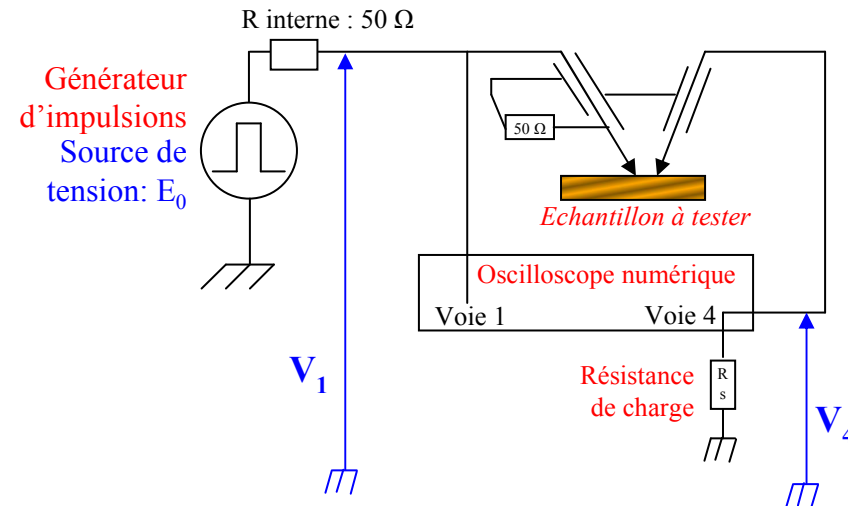 R interne : 50 Ω
Générateur
d'impulsions
Source de
tension: E0
50 Ω
Echantillon à tester
Oscilloscope numérique
Voie 1
Voie 4
V1
Résistance
de charge
R
s
V4